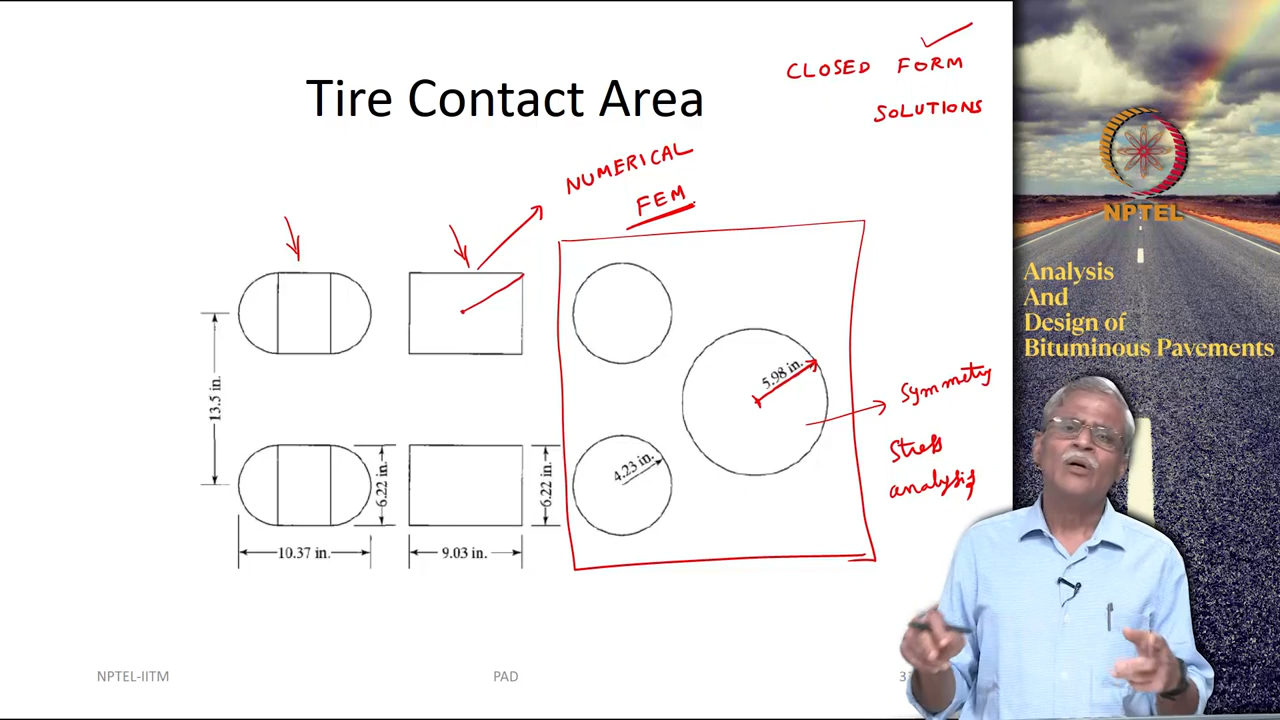 Tire Contact Area
CLOSED FORM
SOLUTIONS
NUMERICAL
FEM
13.5 in.
6.22 in.
10.37 in.
6.22 in.
9.03 in.
4.23 in.
5.98 in.
Symmetry
Stress
analysis
NPTEL
Analysis
And
Design of
Bituminous Pavements
NPTEL-IITM
PAD